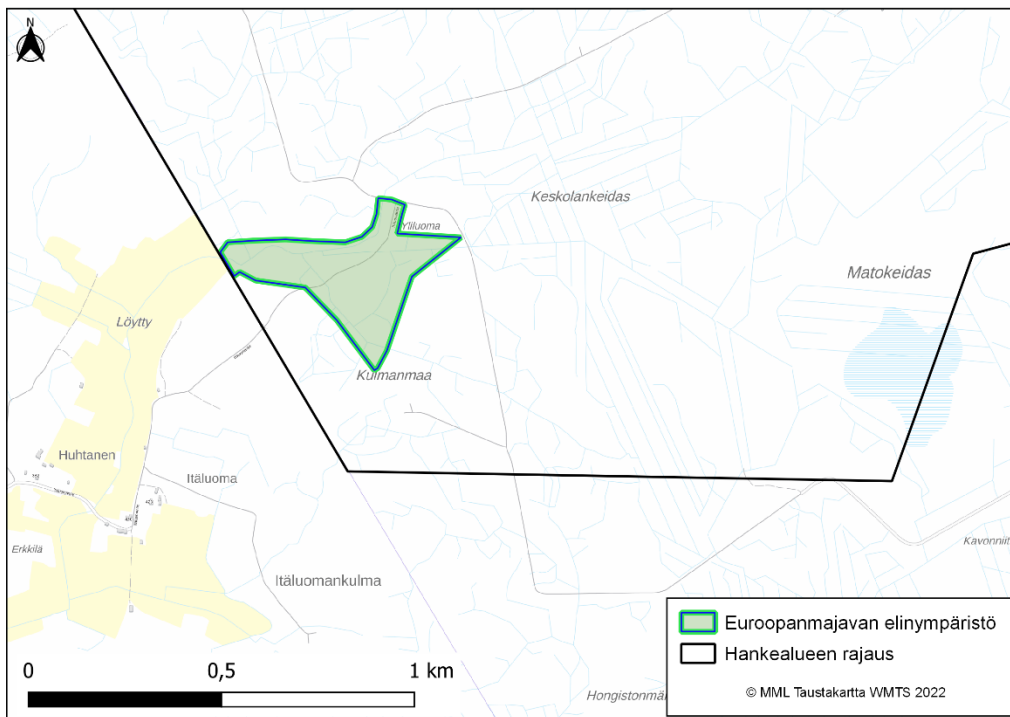 N
Keskolankeidas
Yliluoma
Matokeidas
Löytty
Kulmanmaa
Huhtanen
Itäluoma
Erkkilä
Kavonniit
Itäluomankulma
Euroopanmajavan elinympäristö
Hankealueen rajaus
© MML Taustakartta WMTS 2022
0 0,5 1 km
Hongistonmä